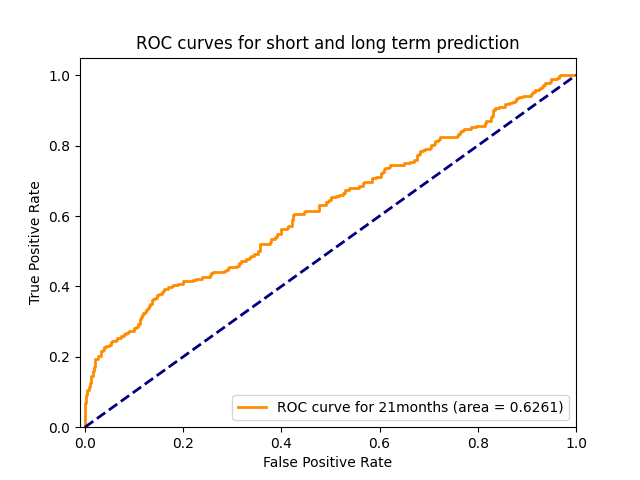 ROC curves for short and long term prediction
True Positive Rate
1.0
0.8
0.6
0.4
0.2
0.0
ROC curve for 21months (area = 0.6261)
0.0 0.2 0.4 0.6 0.8 1.0
False Positive Rate